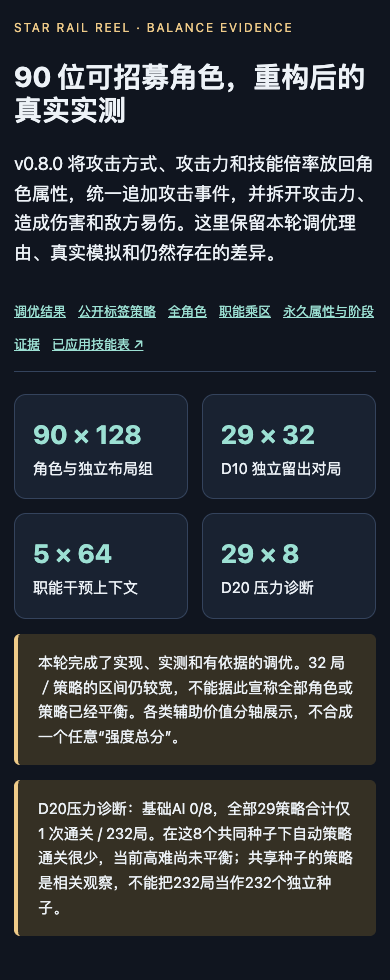 STAR RAIL REEL · BALANCE EVIDENCE
90 位可招募角色，重构后的
真实实测
v0.8.0 将攻击方式、攻击力和技能倍率放回角
色属性，统一追加攻击事件，并拆开攻击力、
造成伤害和敌方易伤。这里保留本轮调优理
由、真实模拟和仍然存在的差异。
调优结果 公开标签策略 全角色 职能乘区 永久属性与阶段
证据 已应用技能表 ↗
90 × 128
角色与独立布局组
29 × 32
D10 独立留出对局
5 × 64
职能干预上下文
29 × 8
D20 压力诊断
本轮完成了实现、实测和有依据的调优。32 局
/ 策略的区间仍较宽，不能据此宣称全部角色或
策略已经平衡。各类辅助价值分轴展示，不合成
一个任意“强度总分”。
D20压力诊断：基础AI 0/8，全部29策略合计仅
1 次通关 / 232局。在这8个共同种子下自动策略
通关很少，当前高难尚未平衡；共享种子的策略
是相关观察，不能把232局当作232个独立种
子。